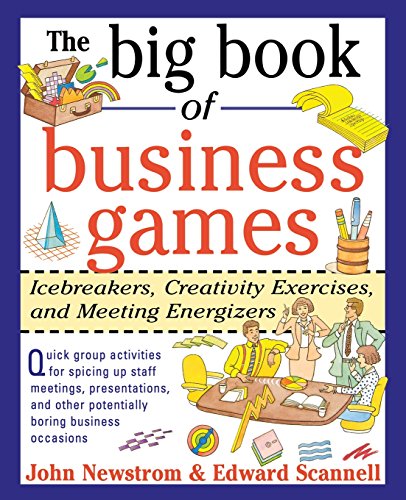 The big book
of
business
games
Icebreakers, Creativity Exercises,
and Meeting Energizers
Quick group activities
for spicing up staff
meetings, presentations,
and other potentially
boring business
occasions
John Newstrom & Edward Scannell